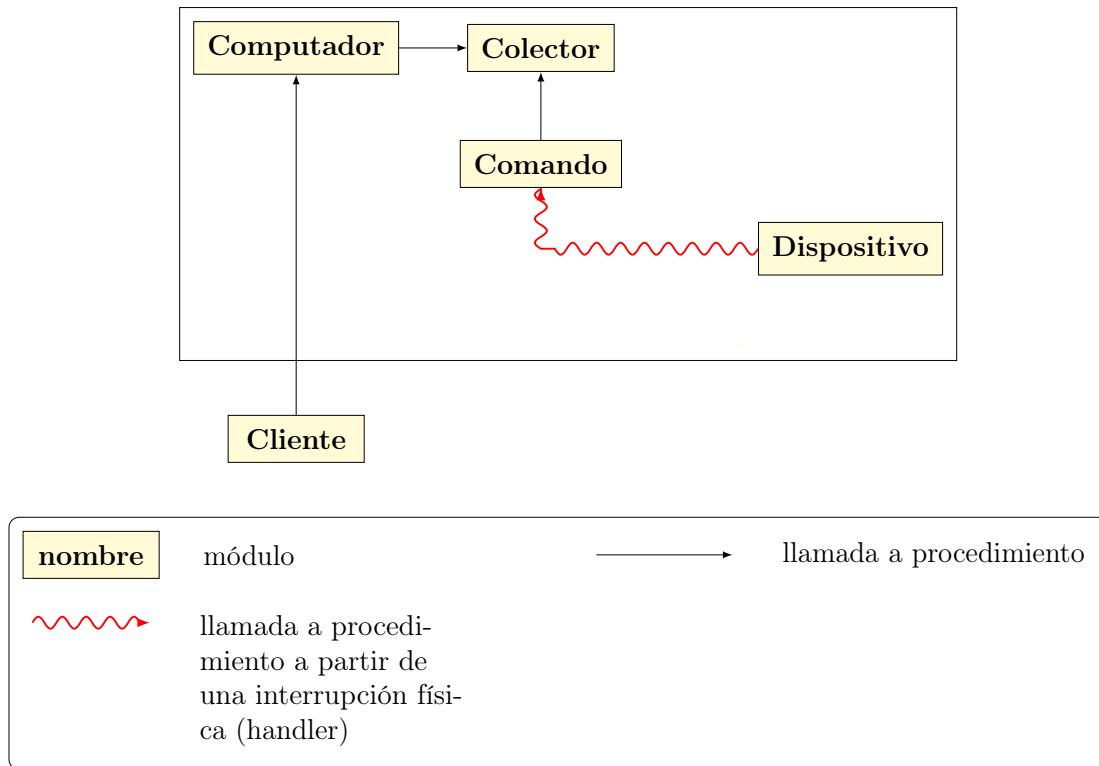 Computador
Colector
Comando
Dispositivo
Cliente
nombre
módulo
llamada a procedimiento
llamada a procedi-
miento a partir de
una interrupción físi-
ca (handler)